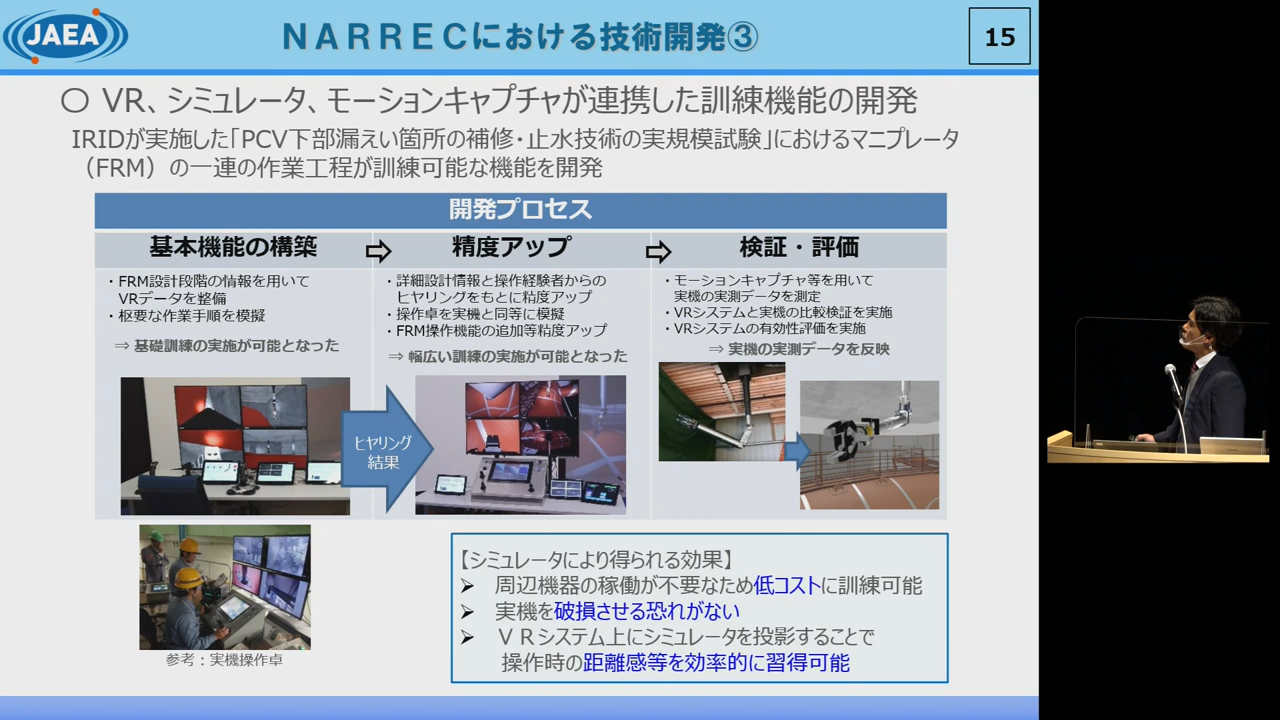 JAEA
NARRECにおける技術開発③
15
〇 VR、シミュレータ、モーションキャプチャが連携した訓練機能の開発
IRIDが実施した「PCV下部漏えい箇所の補修・止水技術の実規模試験」におけるマニプレータ
（FRM）の一連の作業工程が訓練可能な機能を開発
開発プロセス
基本機能の構築
・FRM設計段階の情報を用いて
VRデータを整備
・枢要な作業手順を模擬
⇒ 基礎訓練の実施が可能となった
精度アップ
・詳細設計情報と操作経験者からの
ヒヤリングをもとに精度アップ
・操作卓を実機と同等に模擬
・FRM操作機能の追加等精度アップ
⇒ 幅広い訓練の実施が可能となった
検証・評価
・モーションキャプチャ等を用いて
実機の実測データを測定
・VRシステムと実機の比較検証を実施
・VRシステムの有効性評価を実施
⇒ 実機の実測データを反映
ヒヤリング
結果
参考：実機操作卓
【シミュレータにより得られる効果】
➢ 周辺機器の稼働が不要なため低コストに訓練可能
➢ 実機を破損させる恐れがない
➢ ＶＲシステム上にシミュレータを投影することで
操作時の距離感等を効率的に習得可能